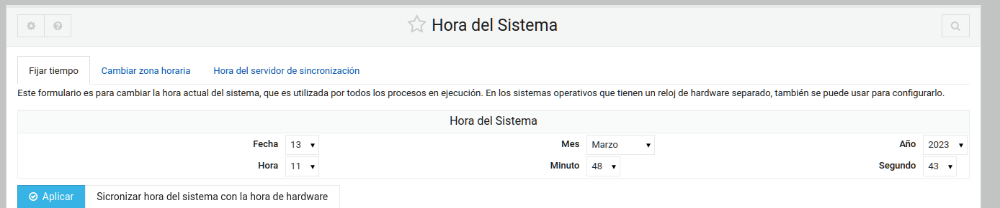 Hora del Sistema
Fijar tiempo Cambiar zona horaria Hora del servidor de sincronización
Este formulario es para cambiar la hora actual del sistema, que es utilizada por todos los procesos en ejecución. En los sistemas operativos que tienen un reloj de hardware separado, también se puede usar para configurarlo.
Hora del Sistema
Fecha 13 Mes Marzo Año 2023
Hora 11 Minuto 48 Segundo 43
Aplicar Sicronizar hora del sistema con la hora de hardware